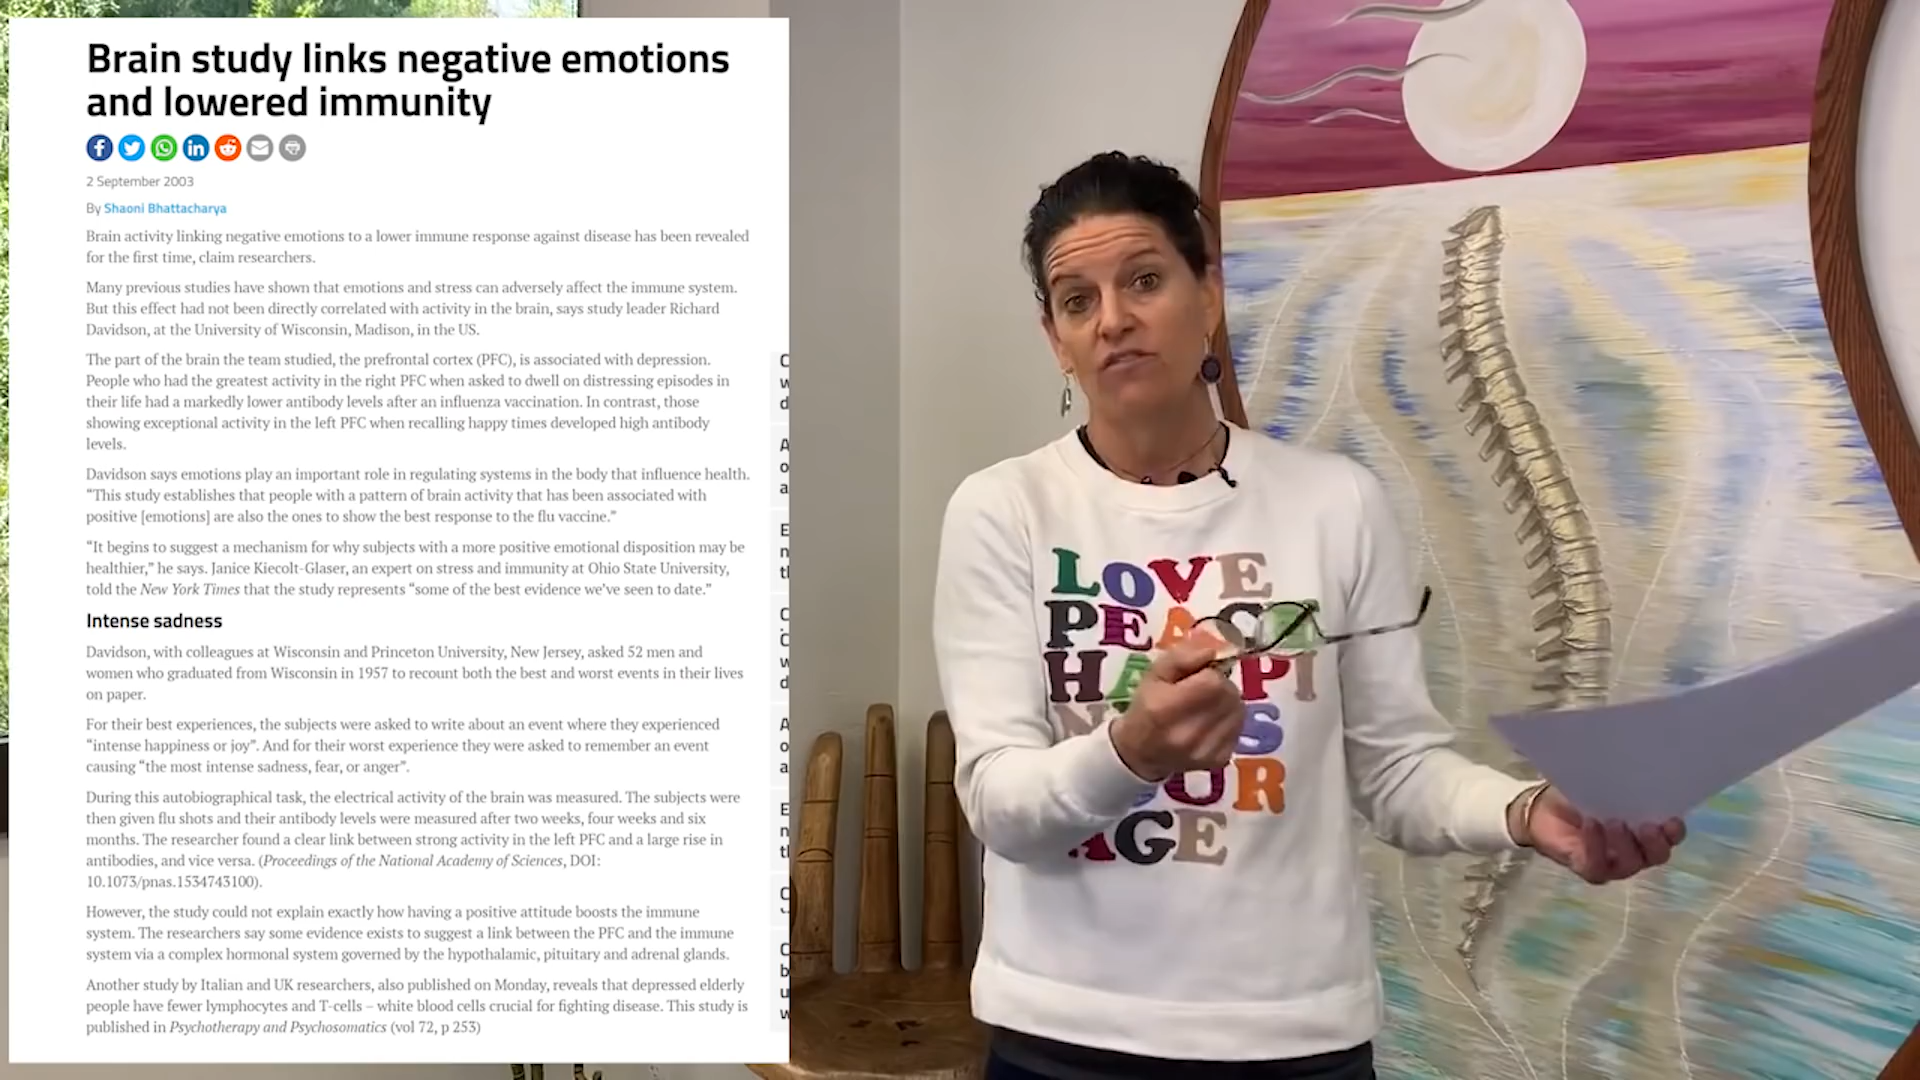 Brain study links negative emotions
and lowered immunity
2 September 2003
By Shaoni Bhattacharya
Brain activity linking negative emotions to a lower immune response against disease has been revealed
for the first time, claim researchers.
Many previous studies have shown that emotions and stress can adversely affect the immune system.
But this effect had not been directly correlated with activity in the brain, says study leader Richard
Davidson, at the University of Wisconsin, Madison, in the US.
The part of the brain the team studied, the prefrontal cortex (PFC), is associated with depression.
People who had the greatest activity in the right PFC when asked to dwell on distressing episodes in
their life had a markedly lower antibody levels after an influenza vaccination. In contrast, those
showing exceptional activity in the left PFC when recalling happy times developed high antibody
levels.
Davidson says emotions play an important role in regulating systems in the body that influence health.
“This study establishes that people with a pattern of brain activity that has been associated with
positive [emotions] are also the ones to show the best response to the flu vaccine.”
“It begins to suggest a mechanism for why subjects with a more positive emotional disposition may be
healthier,” he says. Janice Kiecolt-Glaser, an expert on stress and immunity at Ohio State University,
told the New York Times that the study represents “some of the best evidence we’ve seen to date.”
Intense sadness
Davidson, with colleagues at Wisconsin and Princeton University, New Jersey, asked 52 men and
women who graduated from Wisconsin in 1957 to recount both the best and worst events in their lives
on paper.
For their best experiences, the subjects were asked to write about an event where they experienced
“intense happiness or joy”. And for their worst experience they were asked to remember an event
causing “the most intense sadness, fear, or anger”.
During this autobiographical task, the electrical activity of the brain was measured. The subjects were
then given flu shots and their antibody levels were measured after two weeks, four weeks and six
months. The researcher found a clear link between strong activity in the left PFC and a large rise in
antibodies, and vice versa. (Proceedings of the National Academy of Sciences, DOI:
10.1073/pnas.1534743100).
However, the study could not explain exactly how having a positive attitude boosts the immune
system. The researchers say some evidence exists to suggest a link between the PFC and the immune
system via a complex hormonal system governed by the hypothalamic, pituitary and adrenal glands.
Another study by Italian and UK researchers, also published on Monday, reveals that depressed elderly
people have fewer lymphocytes and T-cells – white blood cells crucial for fighting disease. This study is
published in Psychotherapy and Psychosomatics (vol 72, p 253)
LOVE
PEACE
HAPPI